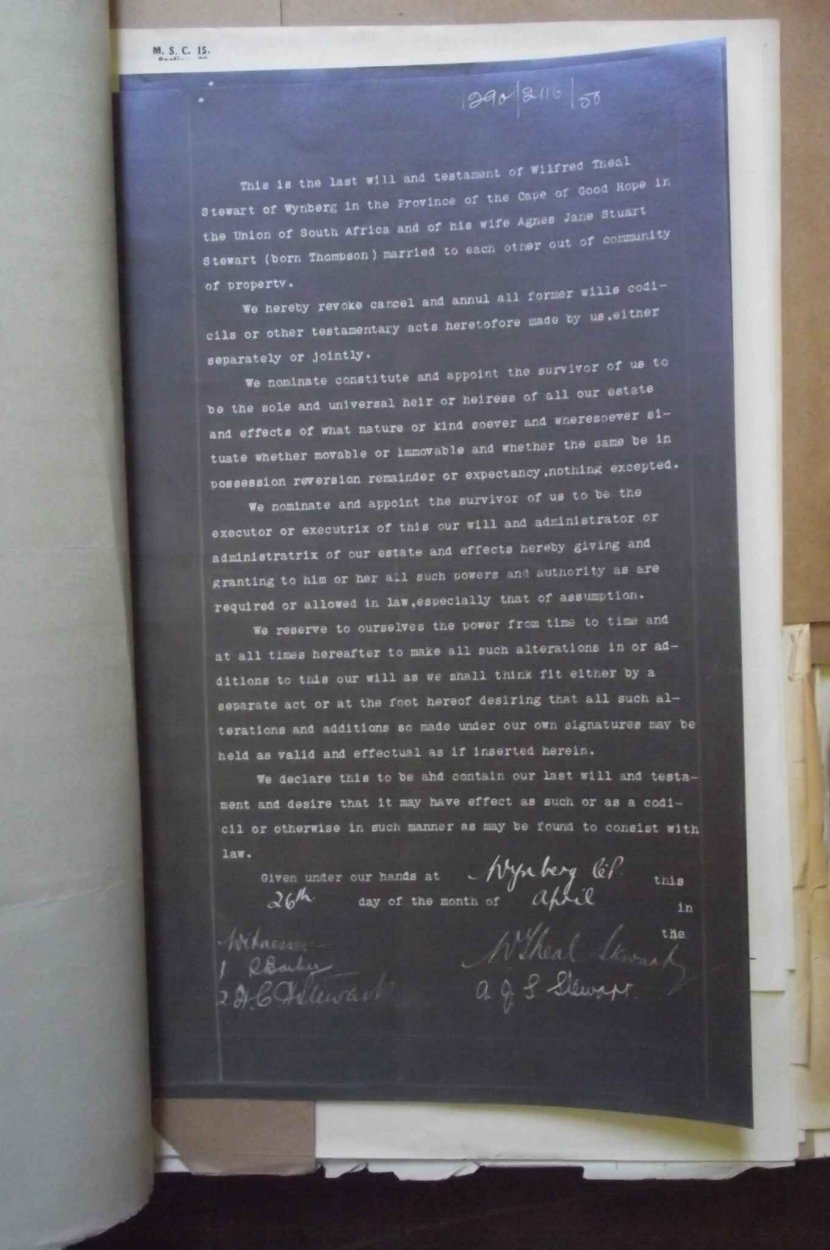 M. S. C. 15.
1290/2116/50
This is the last will and testament of Wilfred Theal
Stewart of Wynberg in the Province of the Cape of Good Hope in
the Union of South Africa and of his wife Agnes Jane Stuart
Stewart (born Thompson) married to each other out of community
of property.
We hereby revoke cancel and annul all former wills codi-
cils or other testamentary acts heretofore made by us,either
separately or jointly.
We nominate constitute and appoint the survivor of us to
be the sole and universal heir or heiress of all our estate
and effects of what nature or kind soever and wheresoever si-
tuate whether movable or immovable and whether the same be in
possession reversion remainder or expectancy,nothing excepted.
We nominate and appoint the survivor of us to be the
executor or executrix of this our will and administrator or
administratrix of our estate and effects hereby giving and
granting to him or her all such powers and authority as are
required or allowed in law,especially that of assumption.
We reserve to ourselves the power from time to time and
at all times hereafter to make all such alterations in or ad-
ditions to this our will as we shall think fit either by a
separate act or at the foot hereof desiring that all such al-
terations and additions so made under our own signatures may be
held as valid and effectual as if inserted herein.
We declare this to be ahd contain our last will and testa-
ment and desire that it may have effect as such or as a codi-
cil or otherwise in such manner as may be found to consist with
law.
Given under our hands at Wynberg C.P. this
26th day of the month of April in
the
Witnesses:-
W Theal Stewart
1
2 Stewart
A J S Stewart